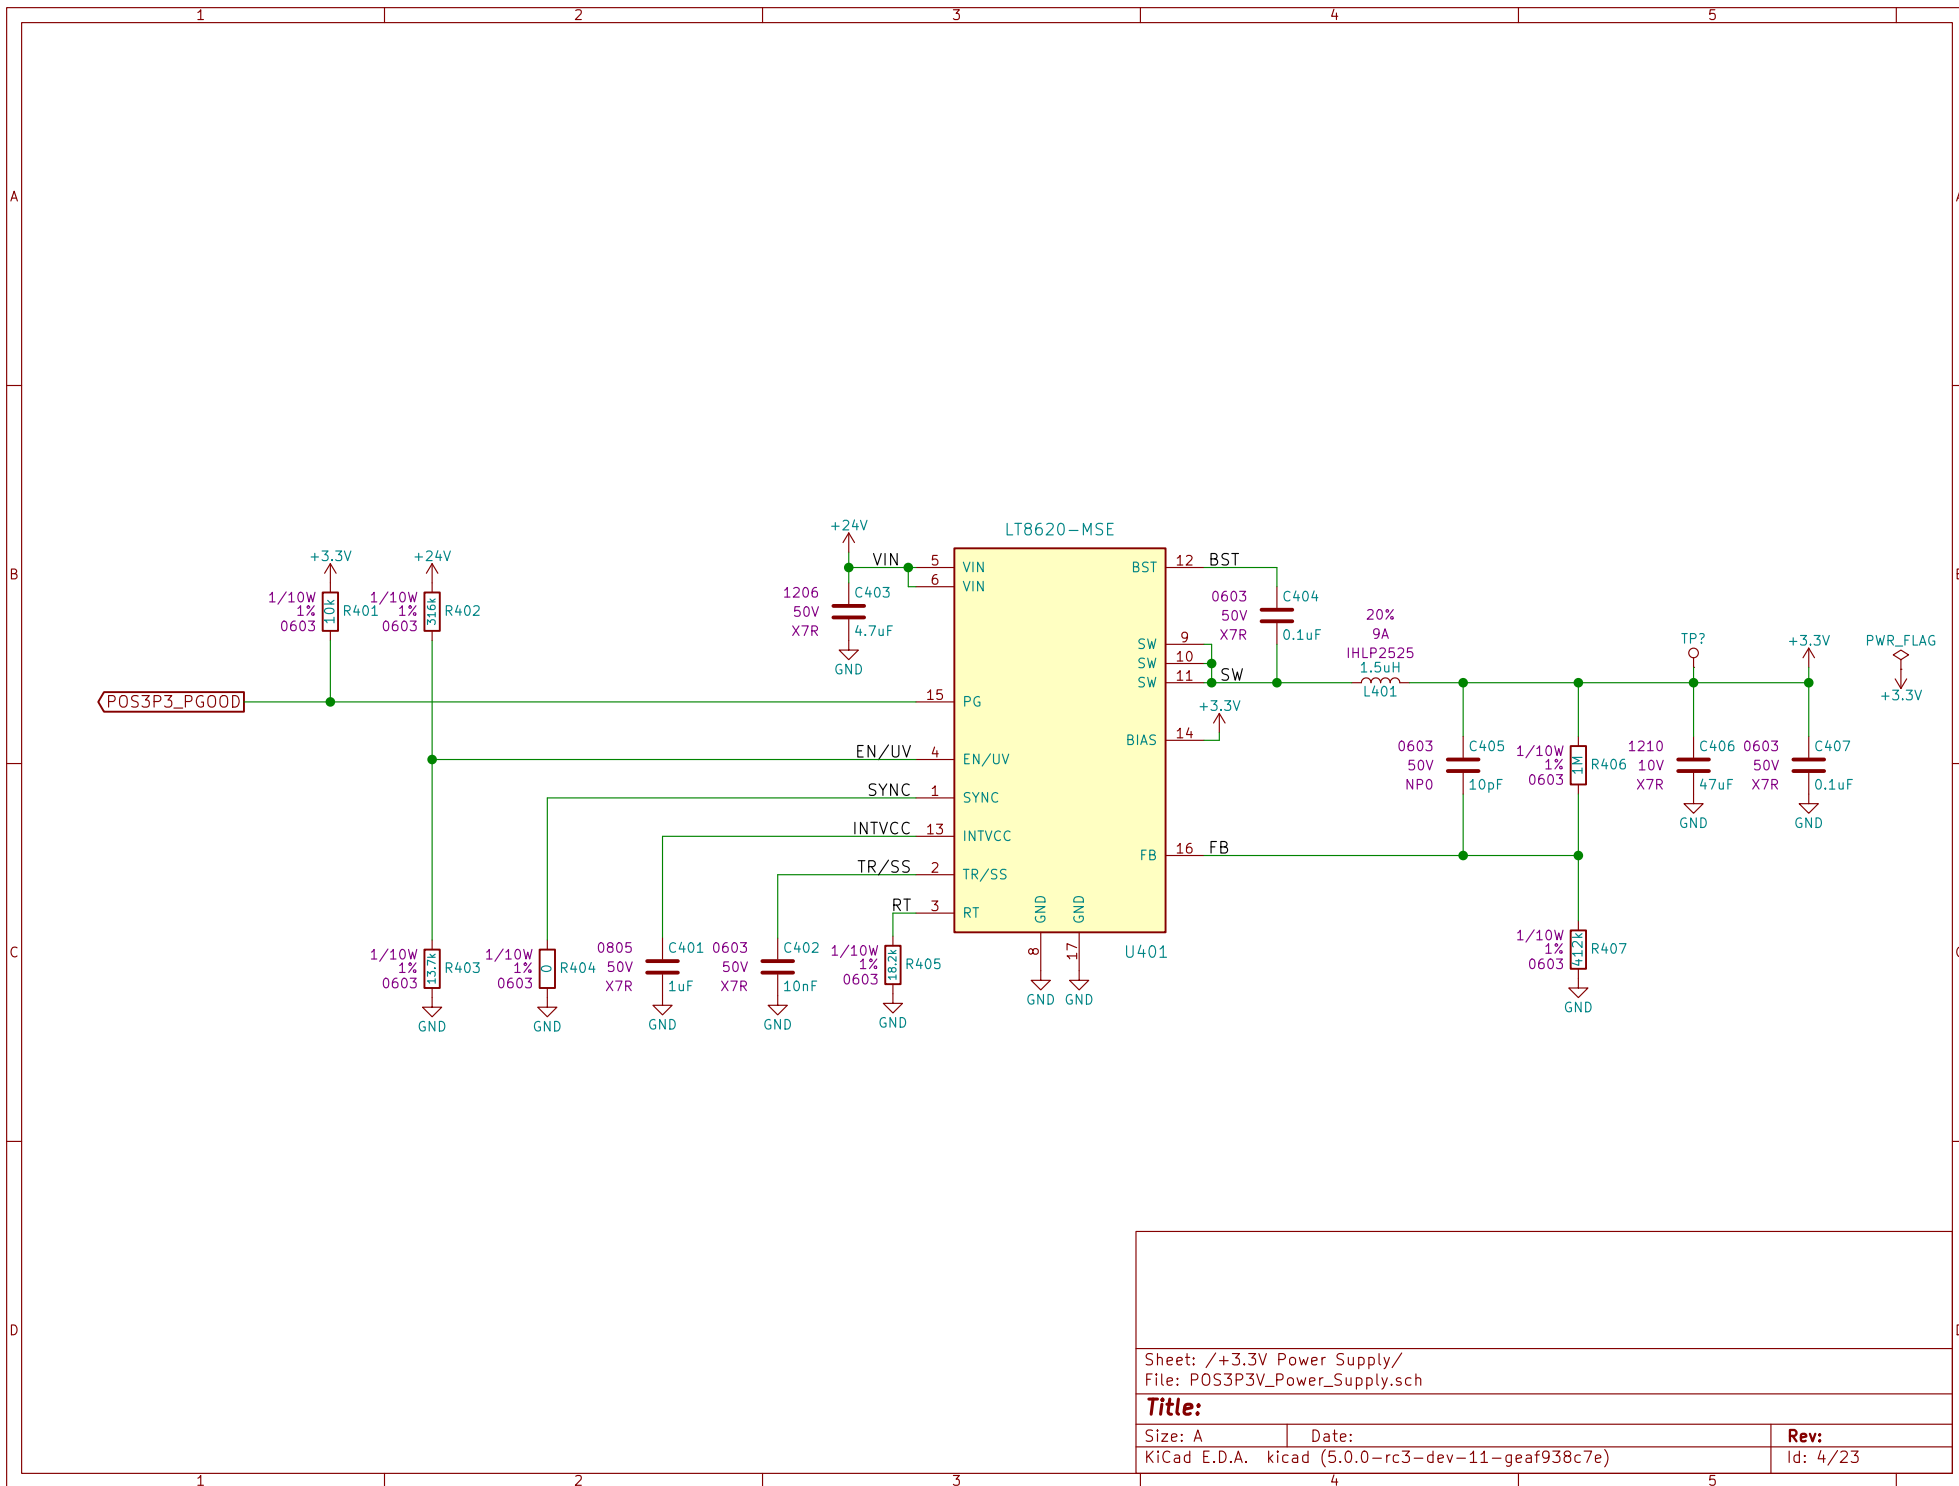 1 2 3 4 5
A
B
C
D
A
LT8620-MSE
U401
+24V
VIN
5 VIN
6 VIN
1206
50V
X7R
C403
4.7uF
GND
+3.3V
1/10W
1%
0603
10k
R401
+24V
1/10W
1%
0603
316k
R402
POS3P3_PGOOD
15 PG
EN/UV 4 EN/UV
SYNC 1 SYNC
INTVCC 13 INTVCC
TR/SS 2 TR/SS
RT 3 RT
1/10W
1%
0603
13.7k
R403
GND
1/10W
1%
0603
0
R404
GND
0805
50V
X7R
C401
1uF
GND
0603
50V
X7R
C402
10nF
GND
1/10W
1%
0603
18.2k
R405
GND
GND
8
GND
GND
17
GND
BST 12 BST
0603
50V
X7R
C404
0.1uF
SW 9
SW 10
SW 11 SW
20%
9A
IHLP2525
1.5uH
L401
+3.3V
BIAS 14
FB 16 FB
0603
50V
NP0
C405
10pF
1/10W
1%
0603
1M
R406
TP?
1210
10V
X7R
C406
47uF
GND
+3.3V
0603
50V
X7R
C407
0.1uF
GND
PWR_FLAG
+3.3V
1/10W
1%
0603
412k
R407
GND
Sheet: /+3.3V Power Supply/
File: POS3P3V_Power_Supply.sch
Title:
Size: A Date: Rev:
KiCad E.D.A. kicad (5.0.0-rc3-dev-11-geaf938c7e) Id: 4/23
1 2 3 4 5